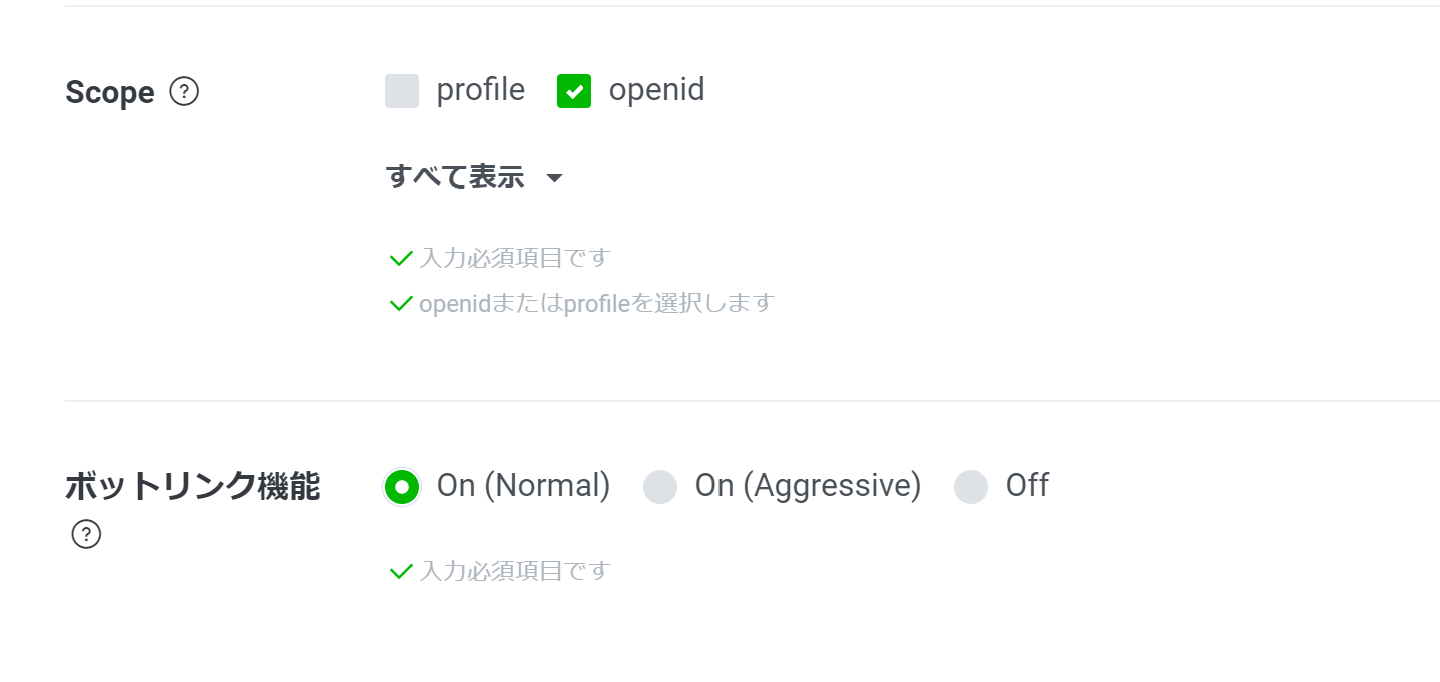 Scope ?
profile openid
すべて表示
入力必須項目です
openidまたはprofileを選択します
ボットリンク機能
?
On (Normal) On (Aggressive) Off
入力必須項目です